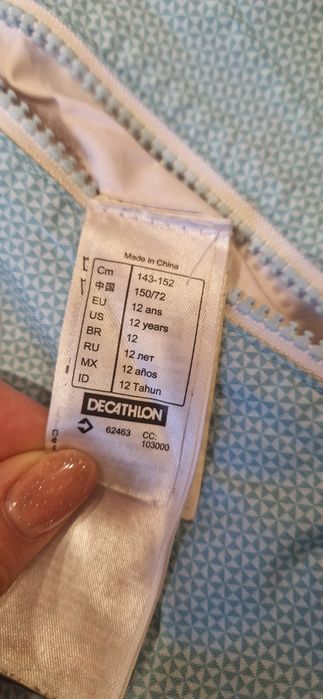 Made in China
Cm 143-152
中国 150/72
EU 12 ans
US 12 years
BR 12
RU 12 лет
MX 12 años
ID 12 Tahun
DECATHLON
62463 CC:
103000